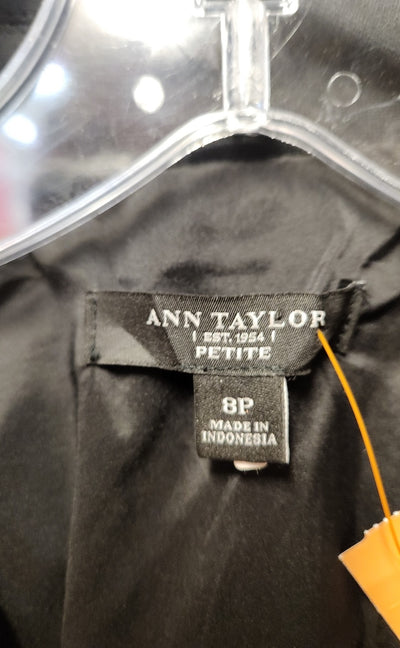 ANN TAYLOR
EST. 1954
PETITE
8P
MADE IN
INDONESIA